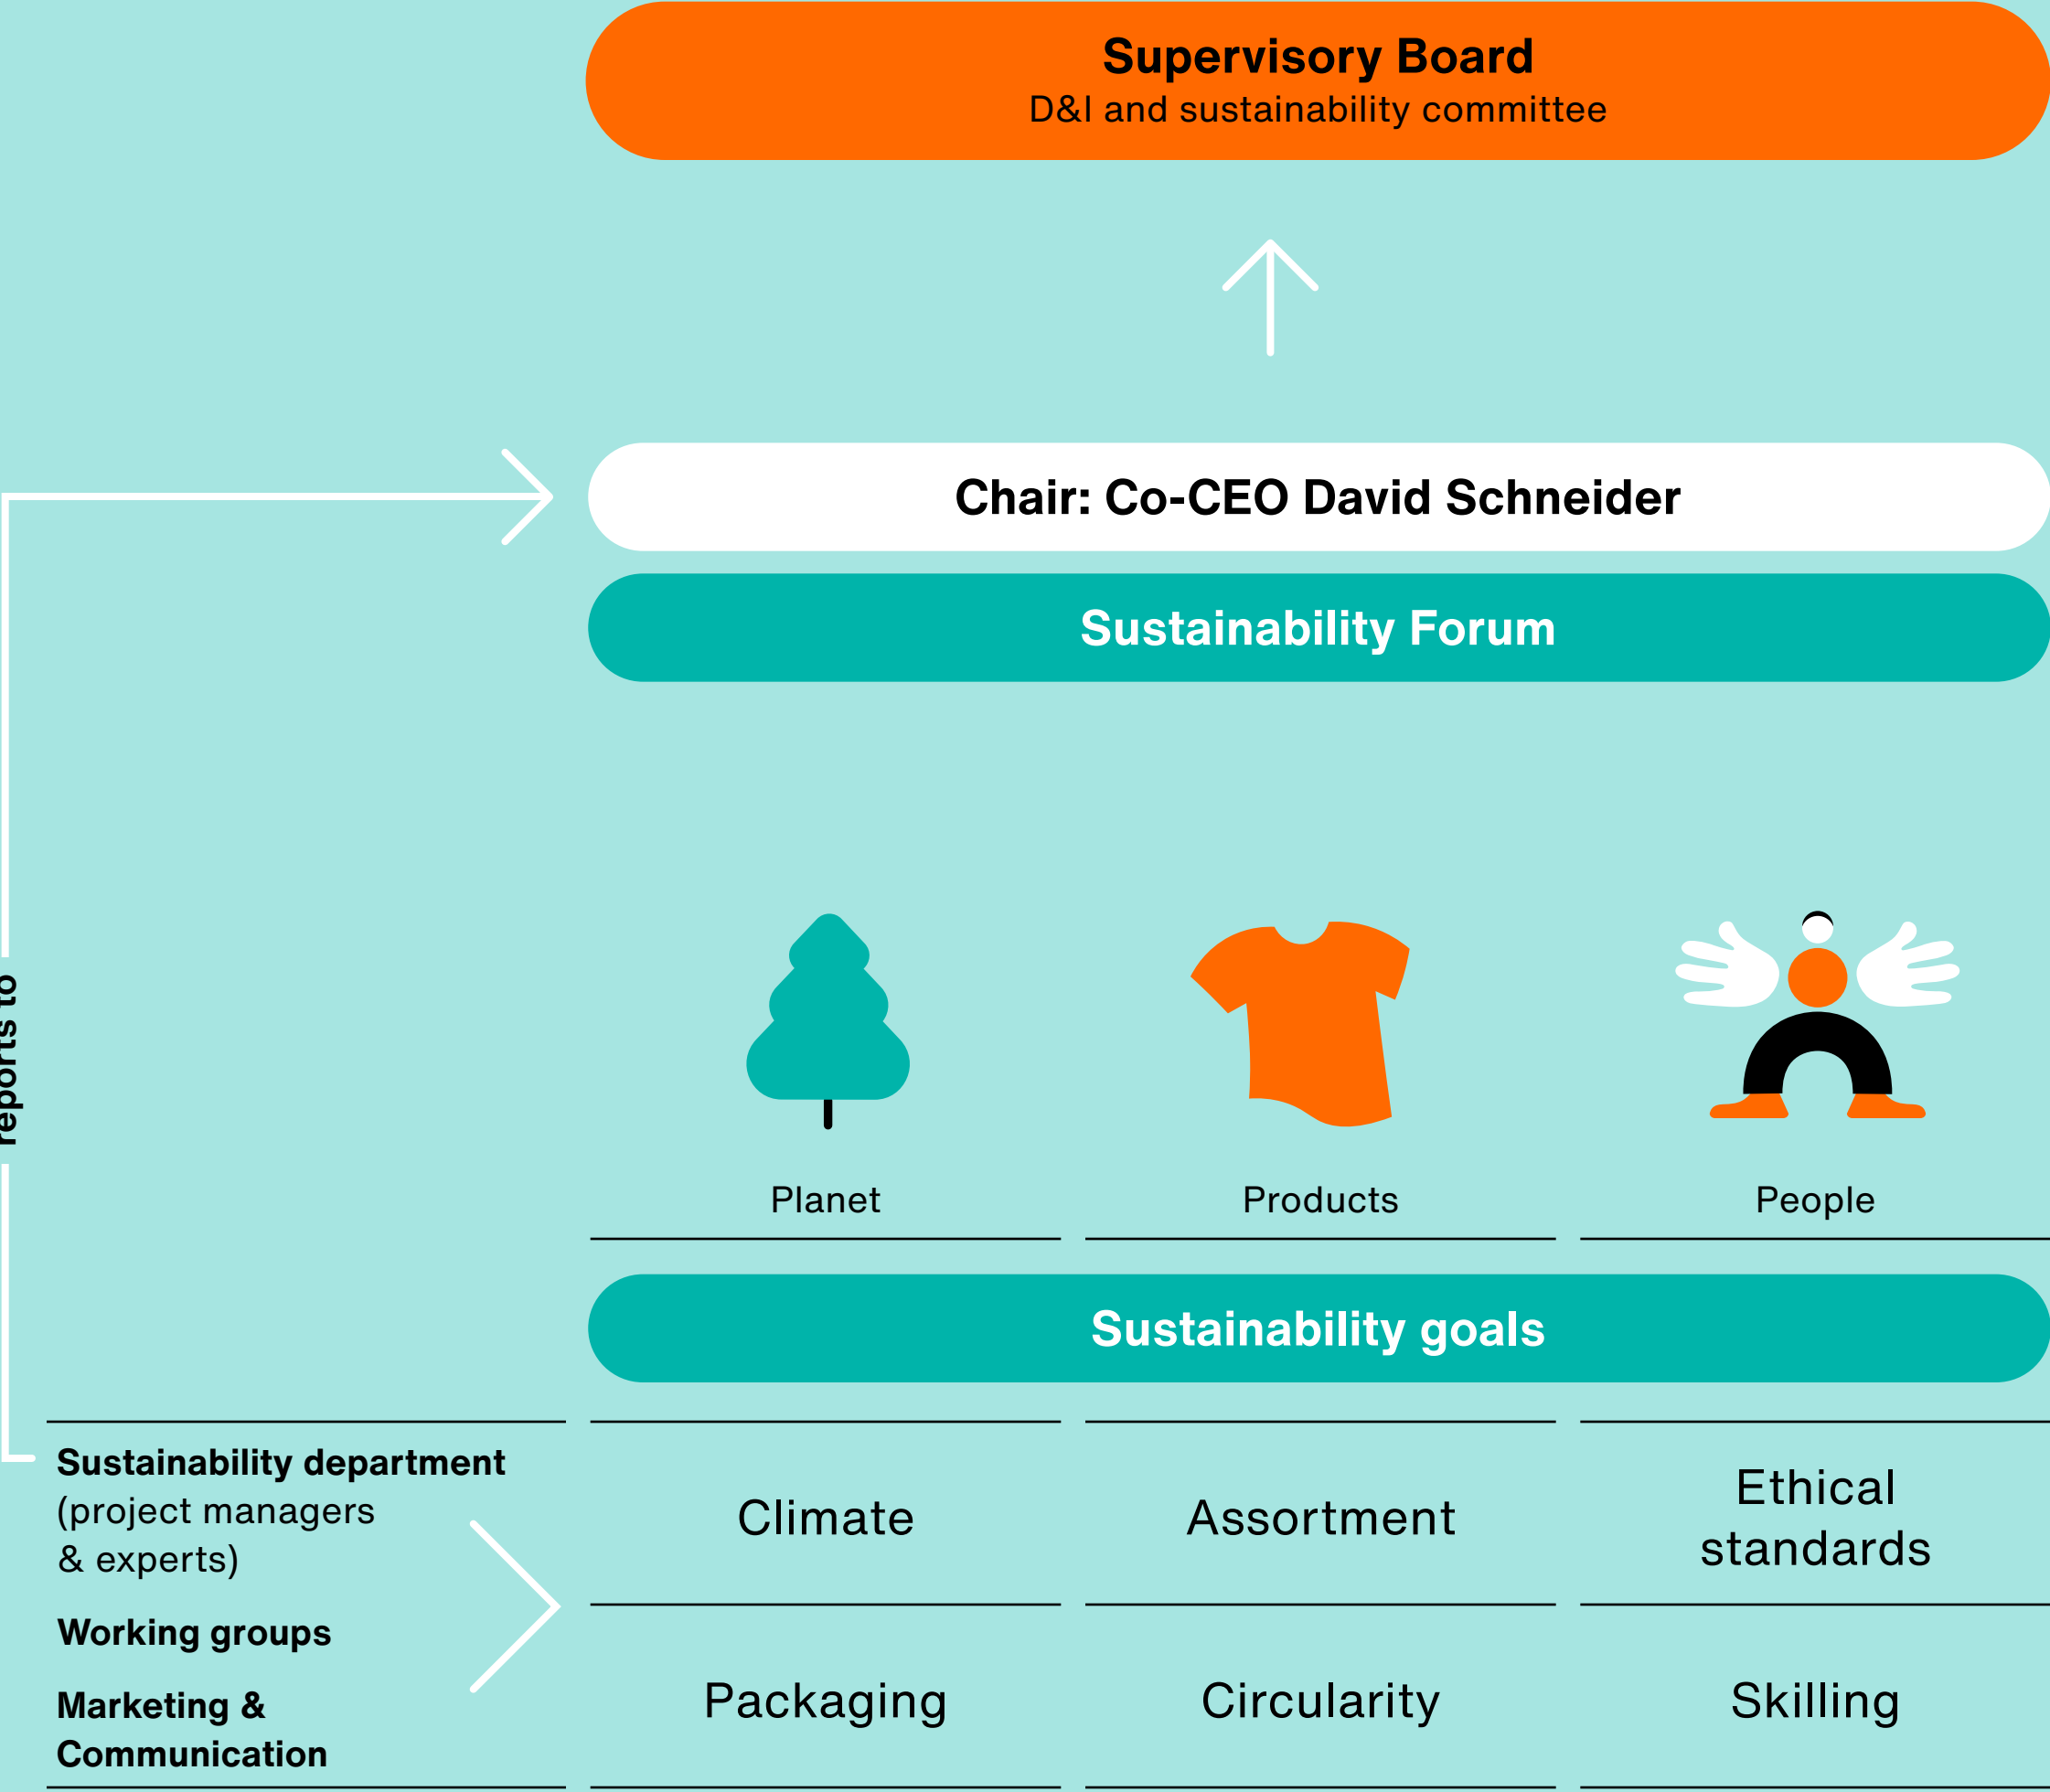 Supervisory Board
D&I and sustainability committee
Chair: Co-CEO David Schneider
Sustainability Forum
reports to
Planet
Products
People
Sustainability goals
Sustainability department
(project managers
& experts)
Working groups
Marketing &
Communication
Climate
Assortment
Ethical
standards
Packaging
Circularity
Skilling